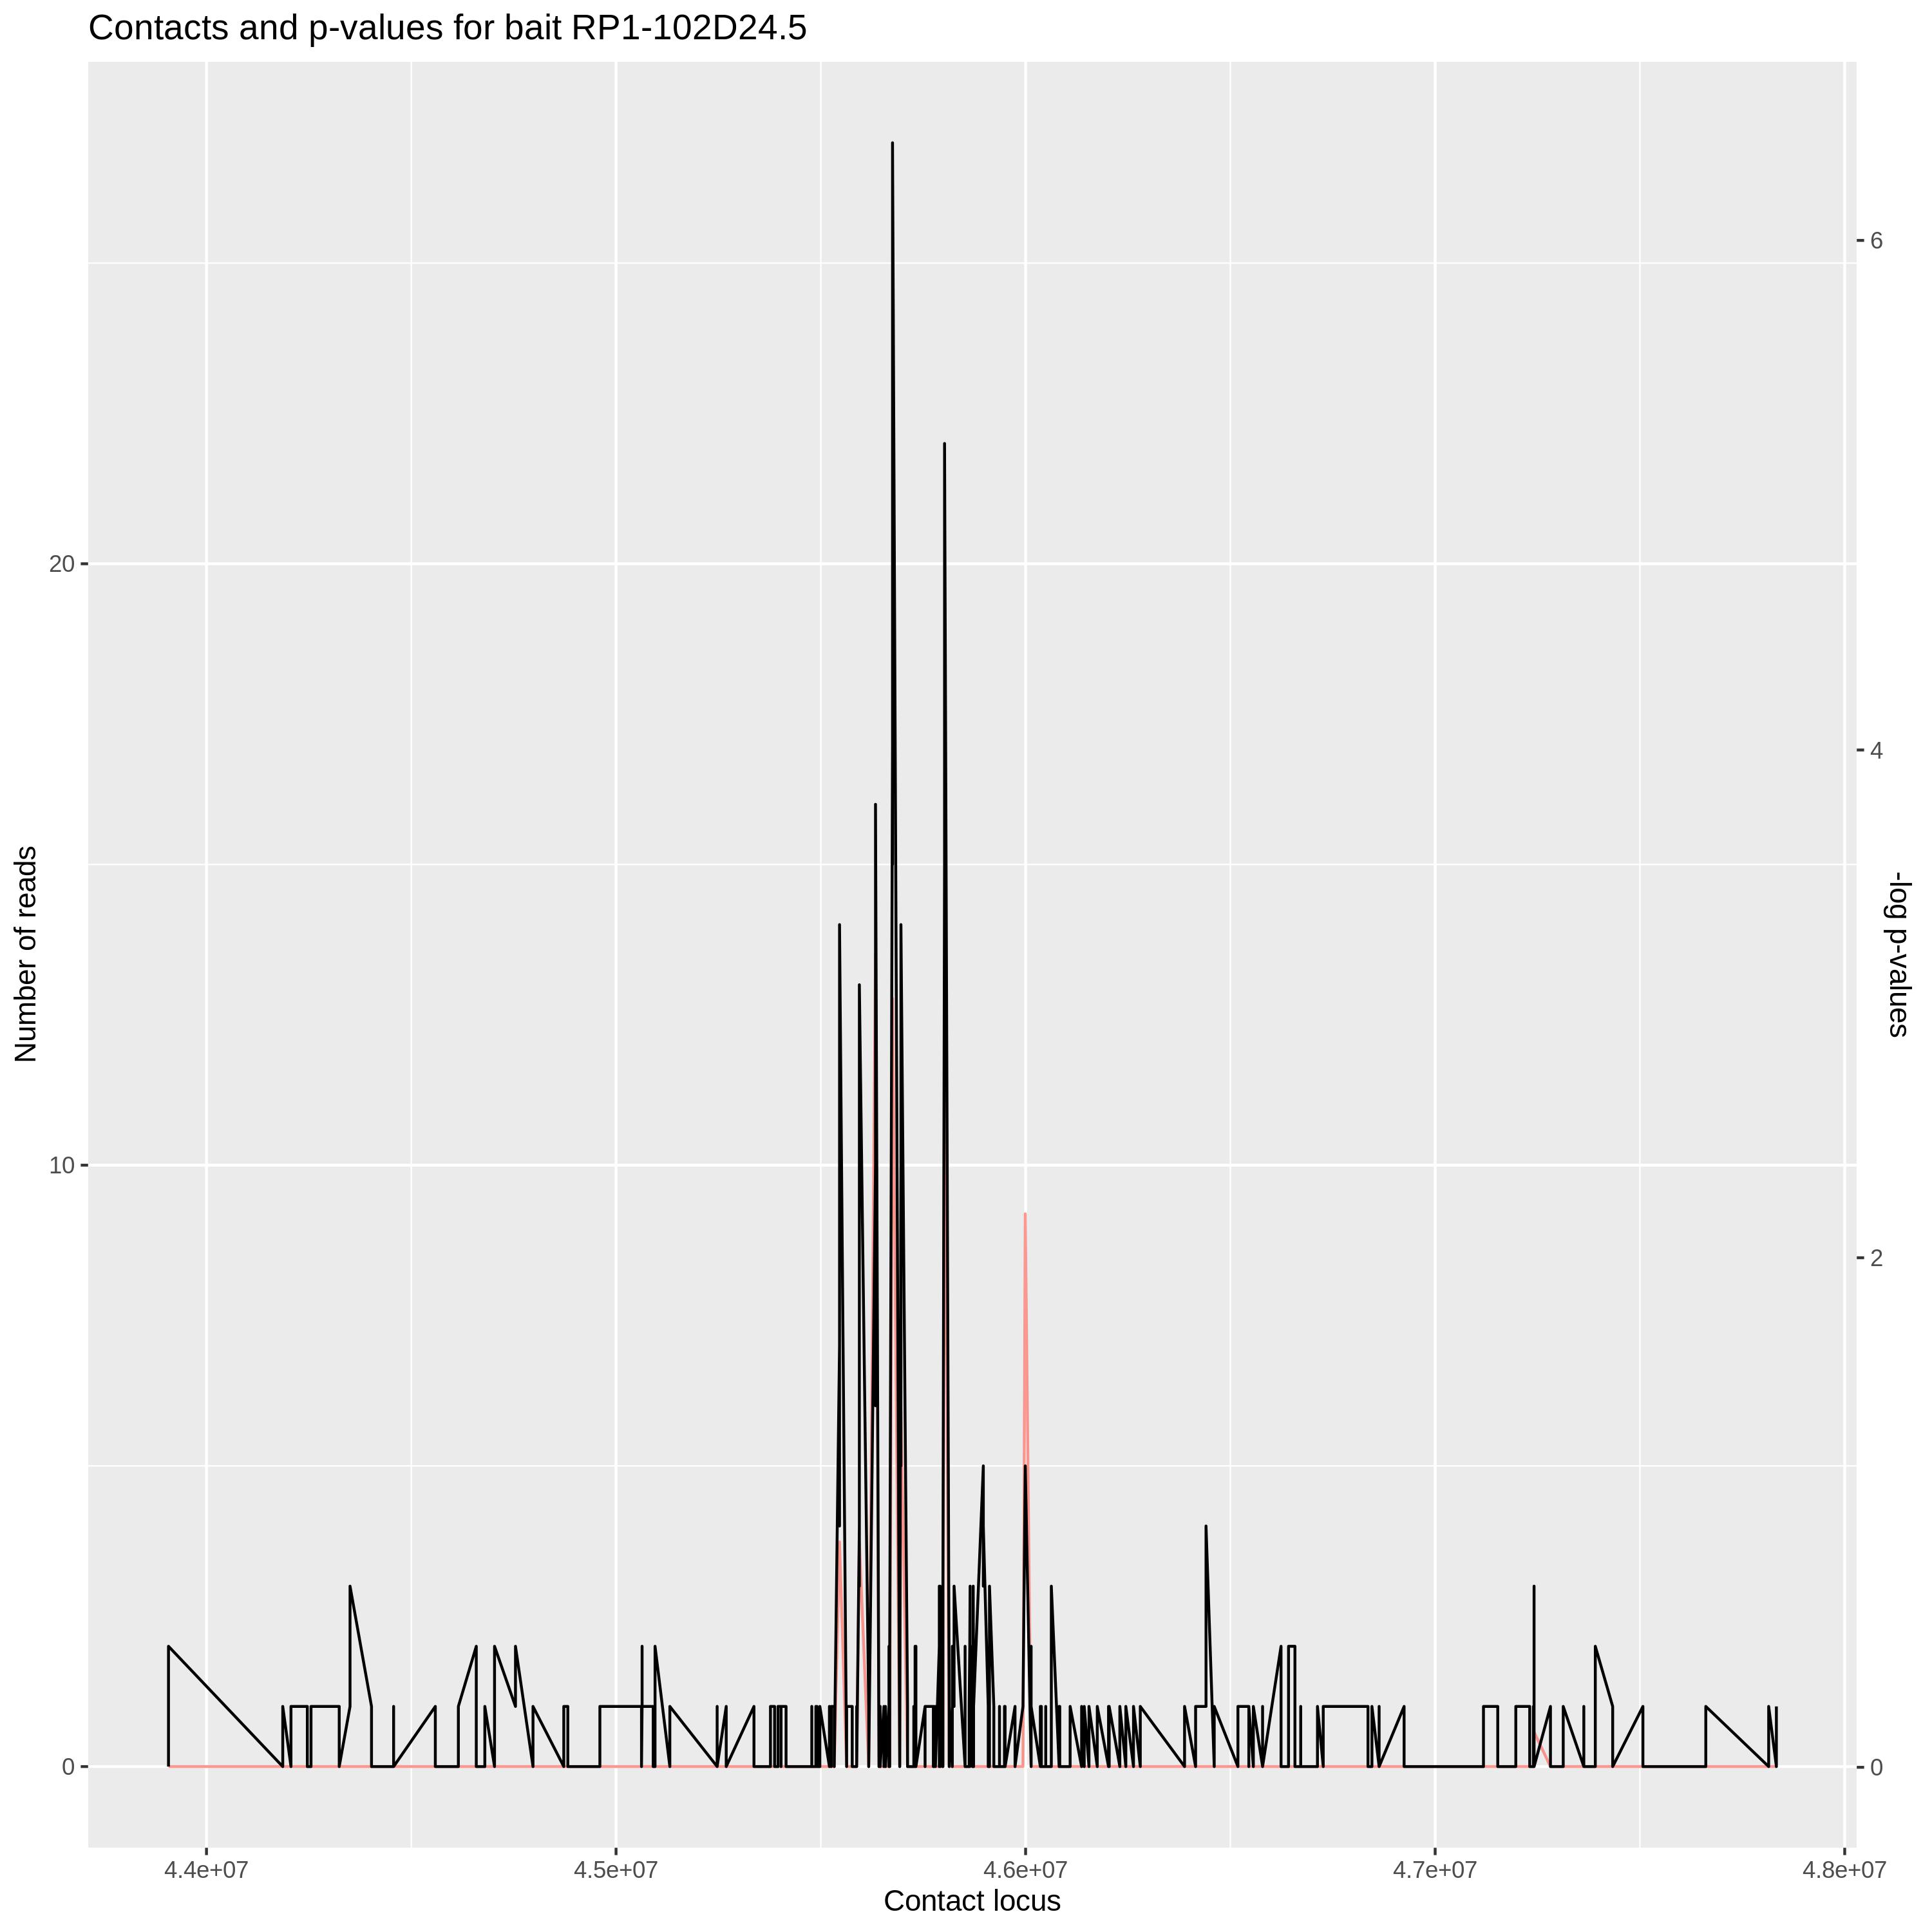 Contacts and p-values for bait RP1-102D24.5
Number of reads
20
10
0
6
4
2
0
-log p-values
4.4e+07 4.5e+07 4.6e+07 4.7e+07 4.8e+07
Contact locus